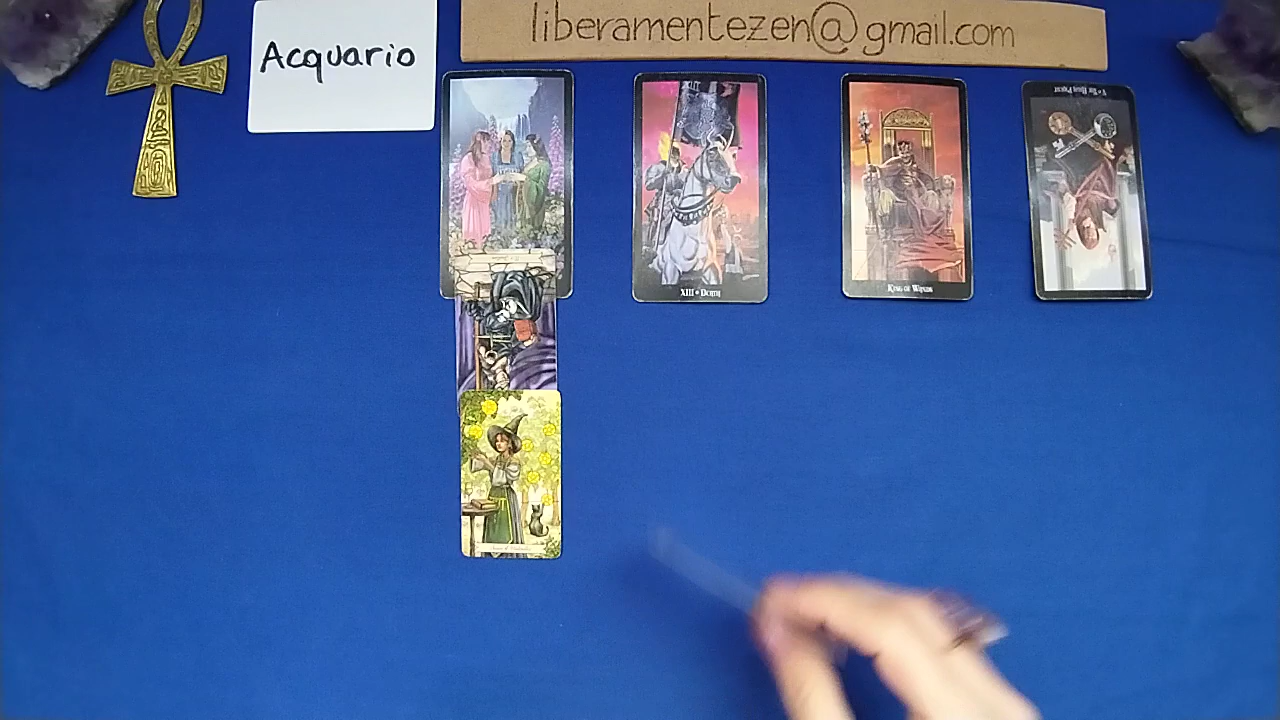 liberamentezen@gmail.com
Acquario
XIII • Death
King of Wands
V • The High Priest